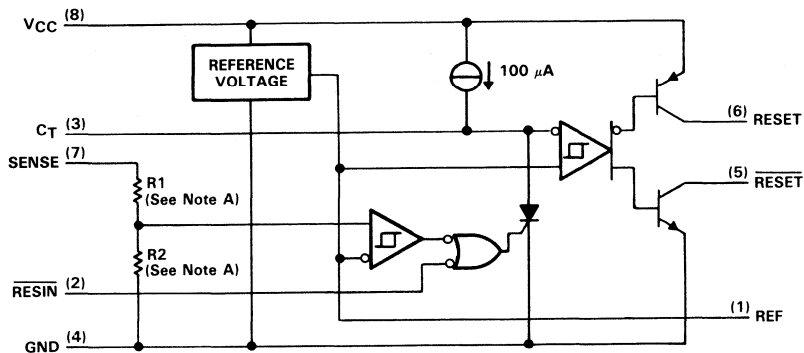 VCC (8)
REFERENCE
VOLTAGE
100 μA
(6) RESET
CT (3)
SENSE (7)
(5) RESET
R1
(See Note A)
R2
(See Note A)
RESIN (2)
(1) REF
GND (4)